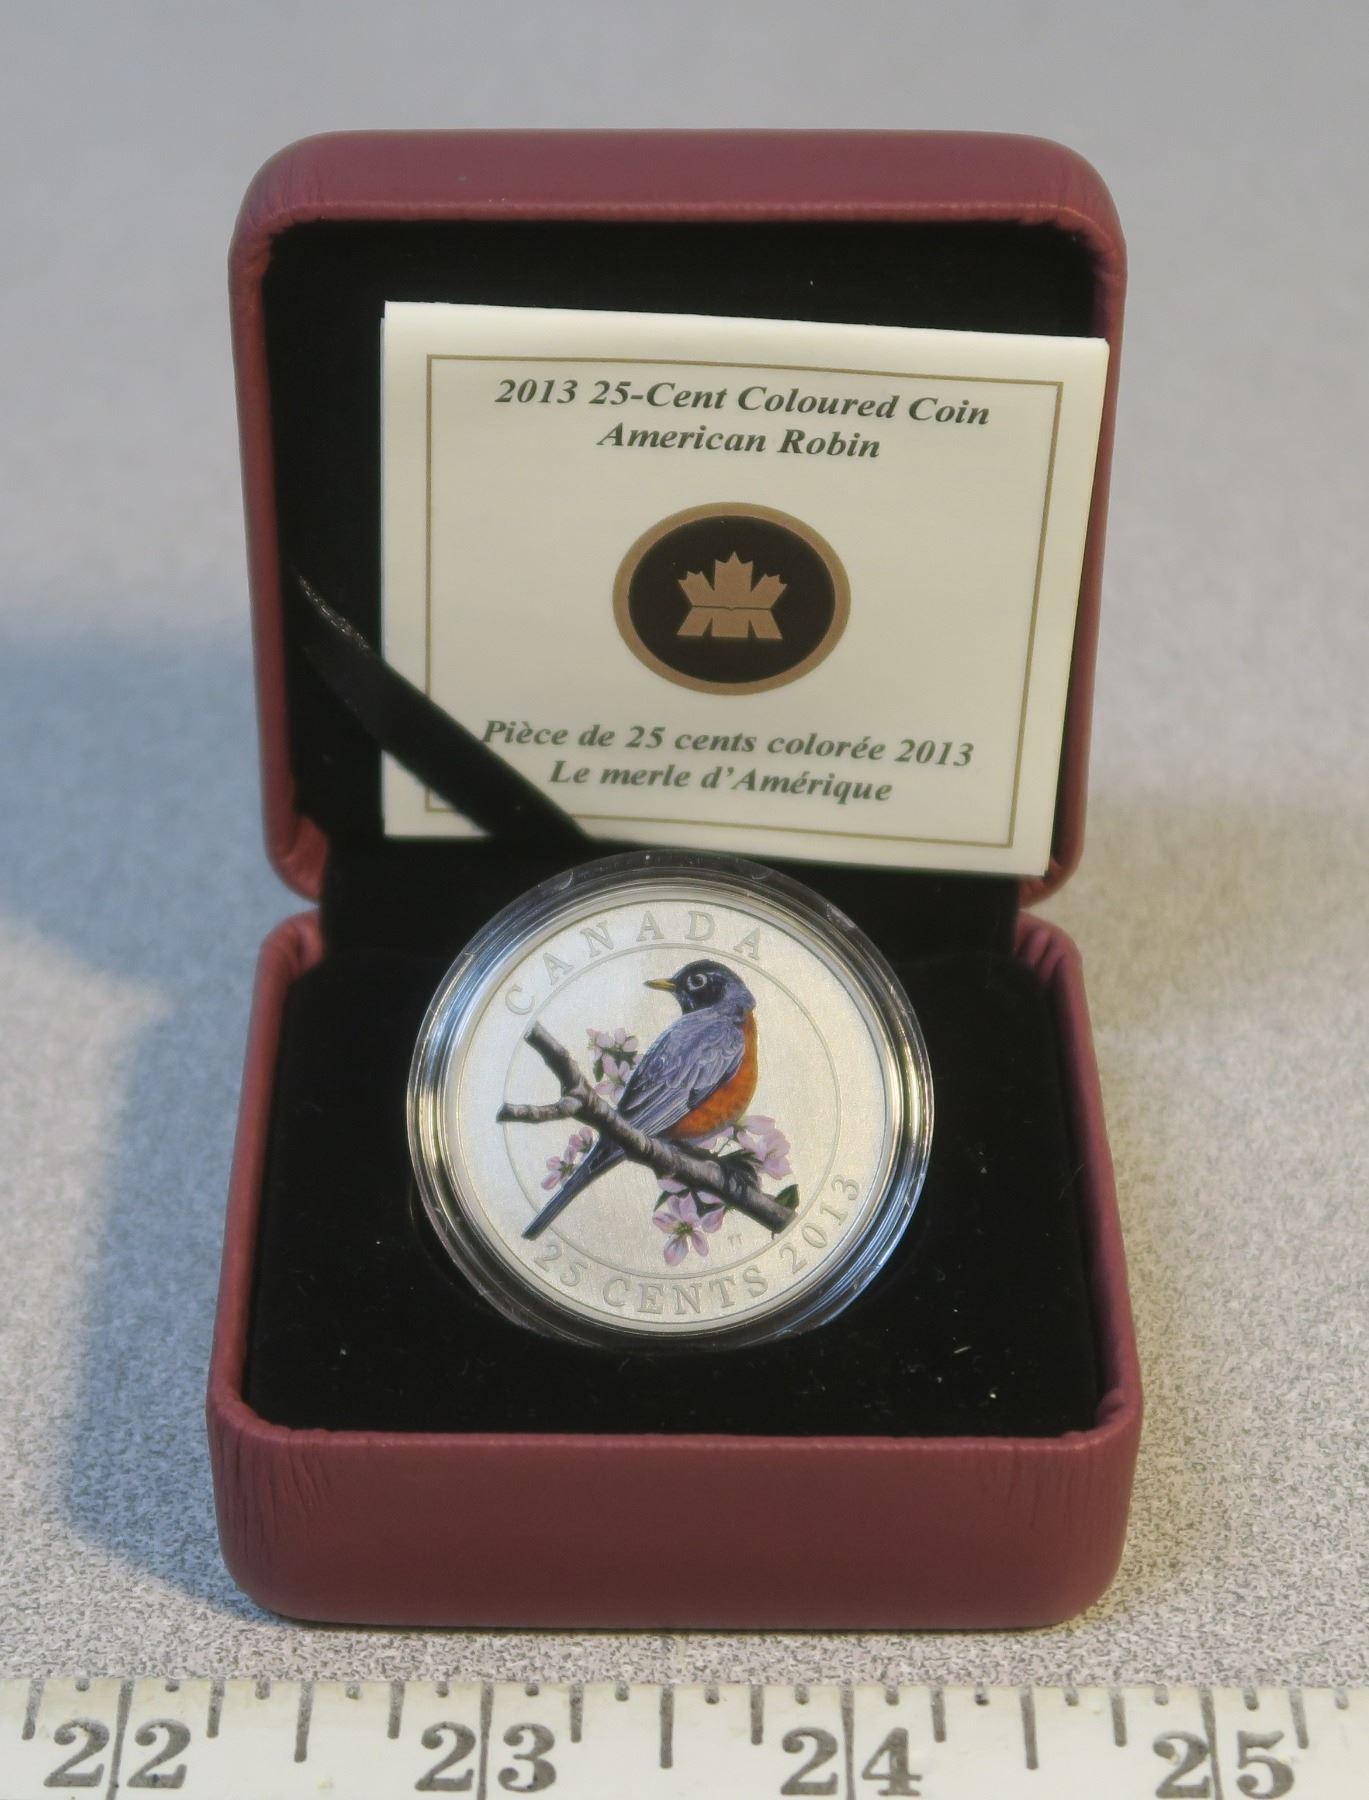 2013 25-Cent Coloured Coin
American Robin
Pièce de 25 cents colorée 2013
Le merle d'Amérique
CANADA
25 CENTS 2013
22 23 24 25